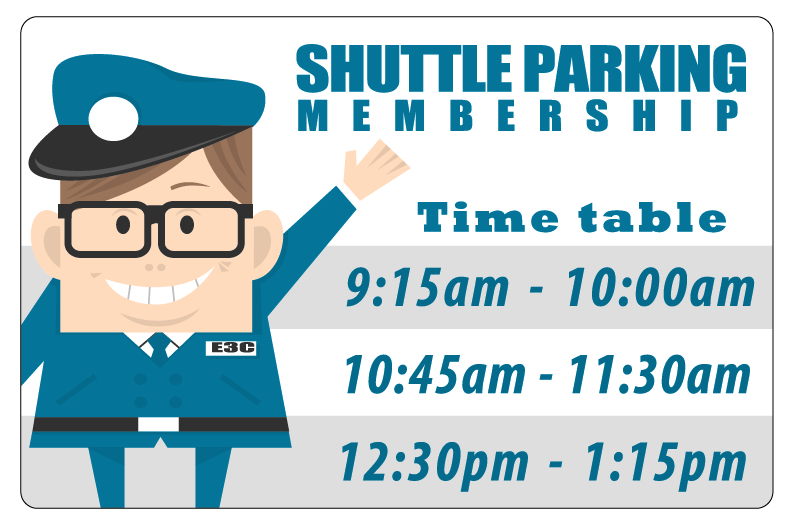 SHUTTLE PARKING
MEMBERSHIP
Time table
9:15am - 10:00am
E3C
10:45am - 11:30am
12:30pm - 1:15pm